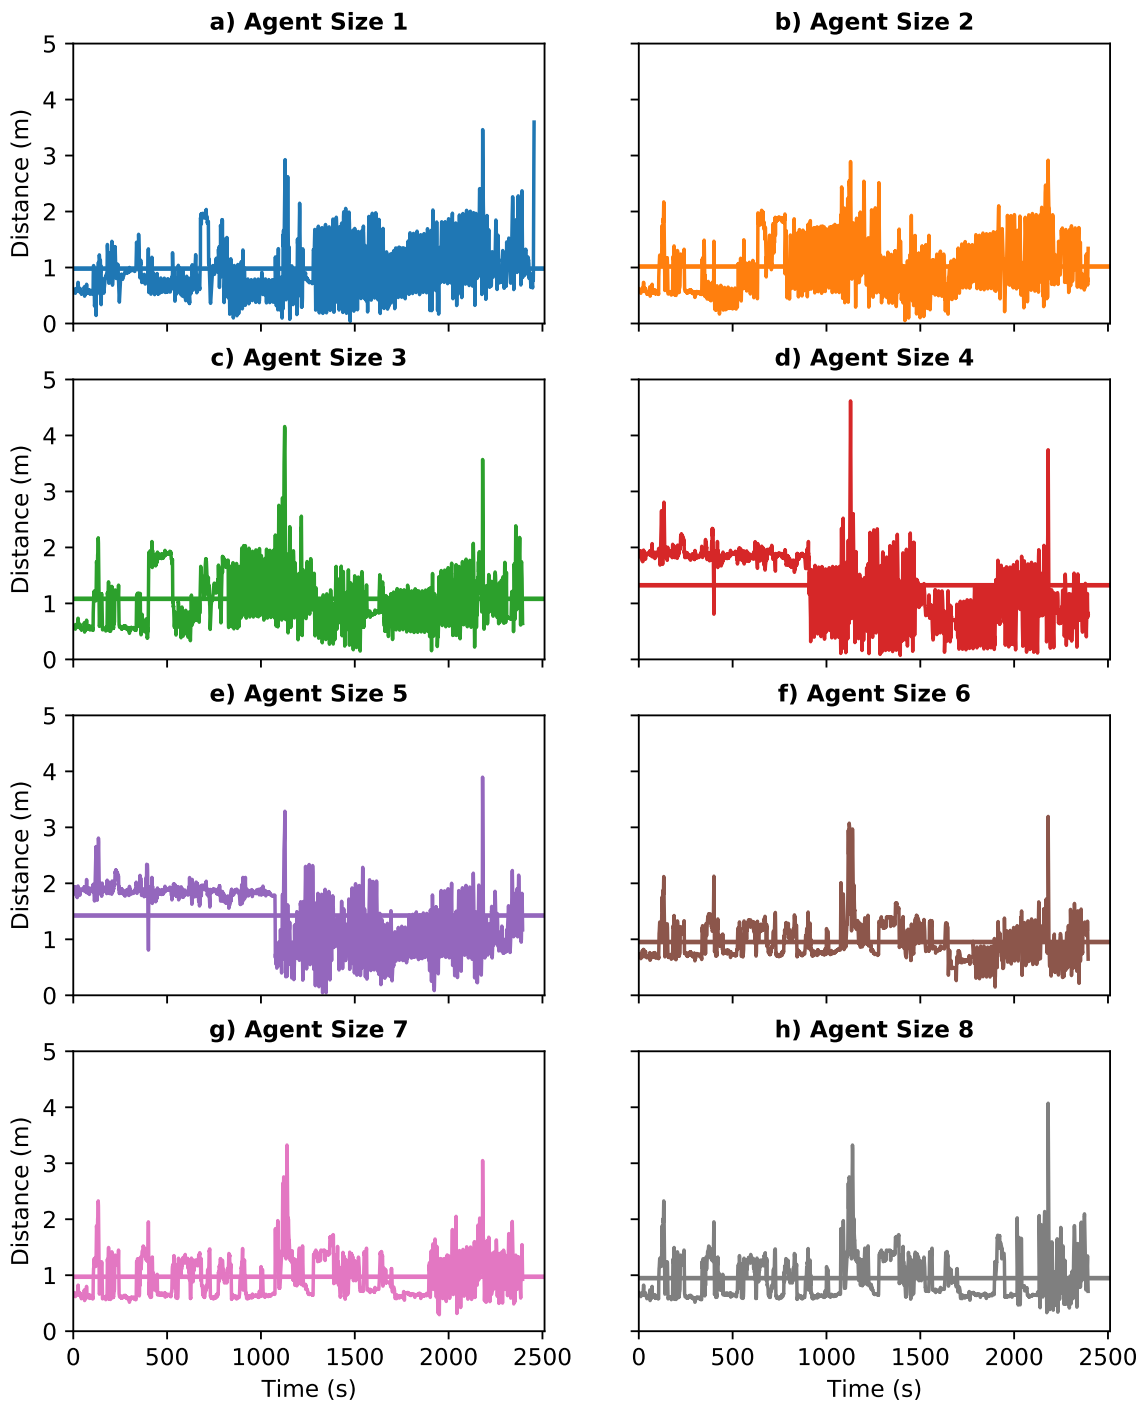 a) Agent Size 1
b) Agent Size 2
5
4
3
2
1
0
Distance (m)
c) Agent Size 3
d) Agent Size 4
5
4
3
2
1
0
Distance (m)
e) Agent Size 5
f) Agent Size 6
5
4
3
2
1
0
Distance (m)
g) Agent Size 7
h) Agent Size 8
5
4
3
2
1
0
Distance (m)
0 500 1000 1500 2000 2500
0 500 1000 1500 2000 2500
Time (s)
Time (s)